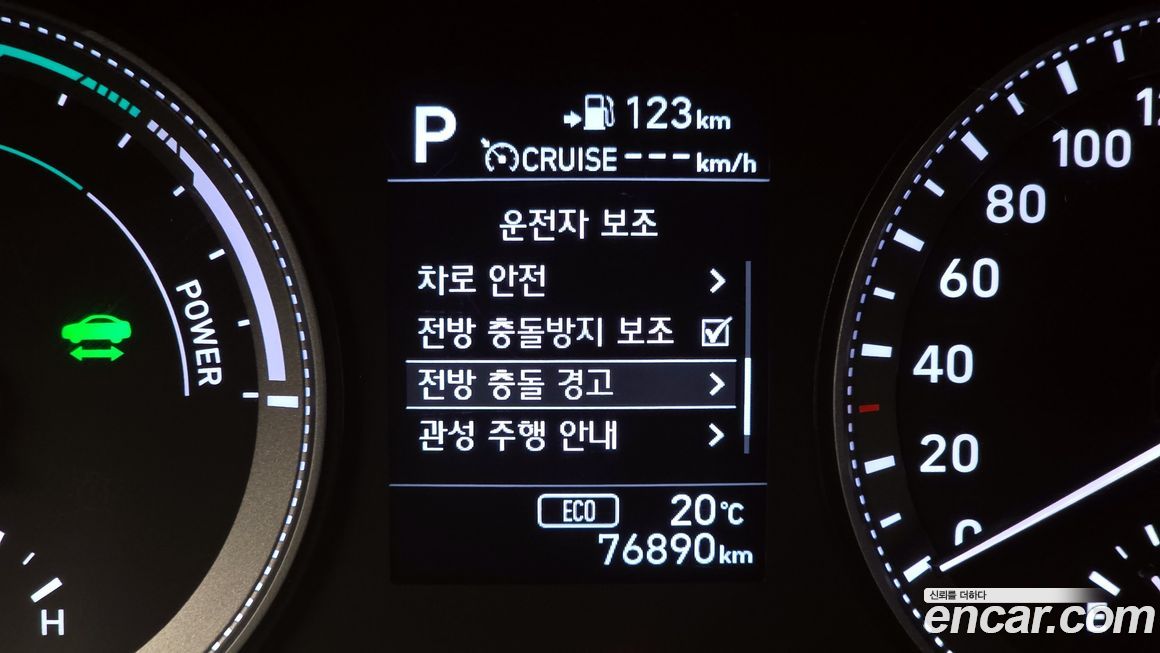 P
123km
CRUISE ---km/h
운전자 보조
차로 안전
전방 충돌방지 보조
전방 충돌 경고
관성 주행 안내
ECO 20℃
76890km
POWER
H
100
80
60
40
20
0
신뢰를 더하다
encar.com